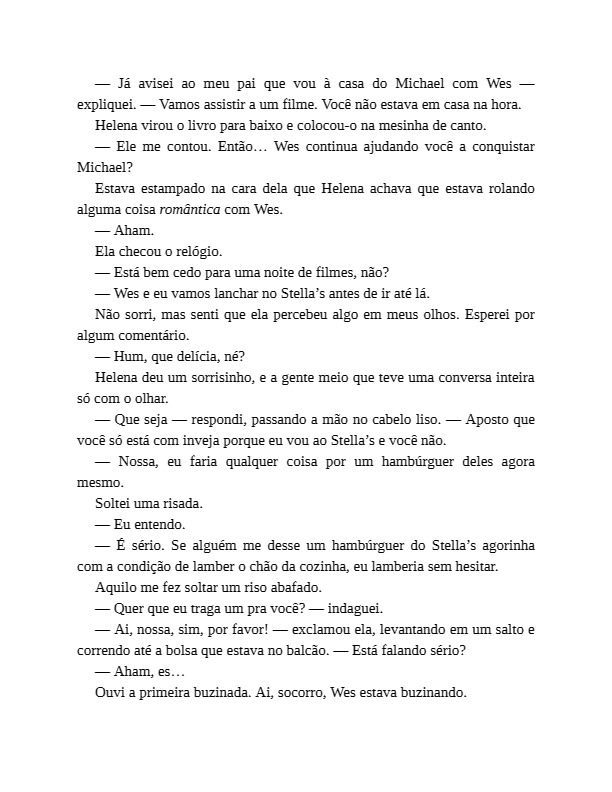 — Já avisei ao meu pai que vou à casa do Michael com Wes —
expliquei. — Vamos assistir a um filme. Você não estava em casa na hora.
Helena virou o livro para baixo e colocou-o na mesinha de canto.
— Ele me contou. Então… Wes continua ajudando você a conquistar
Michael?
Estava estampado na cara dela que Helena achava que estava rolando
alguma coisa romântica com Wes.
— Aham.
Ela checou o relógio.
— Está bem cedo para uma noite de filmes, não?
— Wes e eu vamos lanchar no Stella’s antes de ir até lá.
Não sorri, mas senti que ela percebeu algo em meus olhos. Esperei por
algum comentário.
— Hum, que delícia, né?
Helena deu um sorrisinho, e a gente meio que teve uma conversa inteira
só com o olhar.
— Que seja — respondi, passando a mão no cabelo liso. — Aposto que
você só está com inveja porque eu vou ao Stella’s e você não.
— Nossa, eu faria qualquer coisa por um hambúrguer deles agora
mesmo.
Soltei uma risada.
— Eu entendo.
— É sério. Se alguém me desse um hambúrguer do Stella’s agorinha
com a condição de lamber o chão da cozinha, eu lamberia sem hesitar.
Aquilo me fez soltar um riso abafado.
— Quer que eu traga um pra você? — indaguei.
— Ai, nossa, sim, por favor! — exclamou ela, levantando em um salto e
correndo até a bolsa que estava no balcão. — Está falando sério?
— Aham, es…
Ouvi a primeira buzinada. Ai, socorro, Wes estava buzinando.